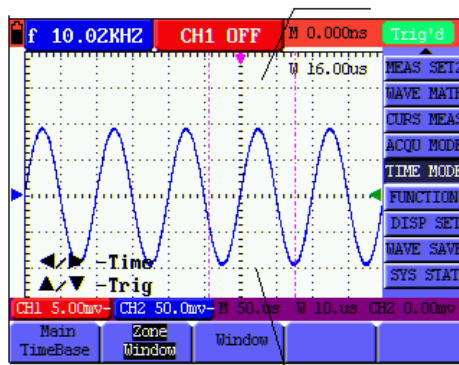 f 10.02KHZ CH1 OFF M 0.000ns Trig'd
W 16.00us
MEAS SET
WAVE MATH
CURS MEAS
ACQU MODE
TIME MODE
FUNCTION
DISP SET
WAVE SAVE
SYS STAT
◀/▶ -Time
▲/▼ -Trig
CH1 5.00mv- CH2 50.0mv- M 50.us W 10.us CH2 0.00mv
Main TimeBase
Zone Window
Window